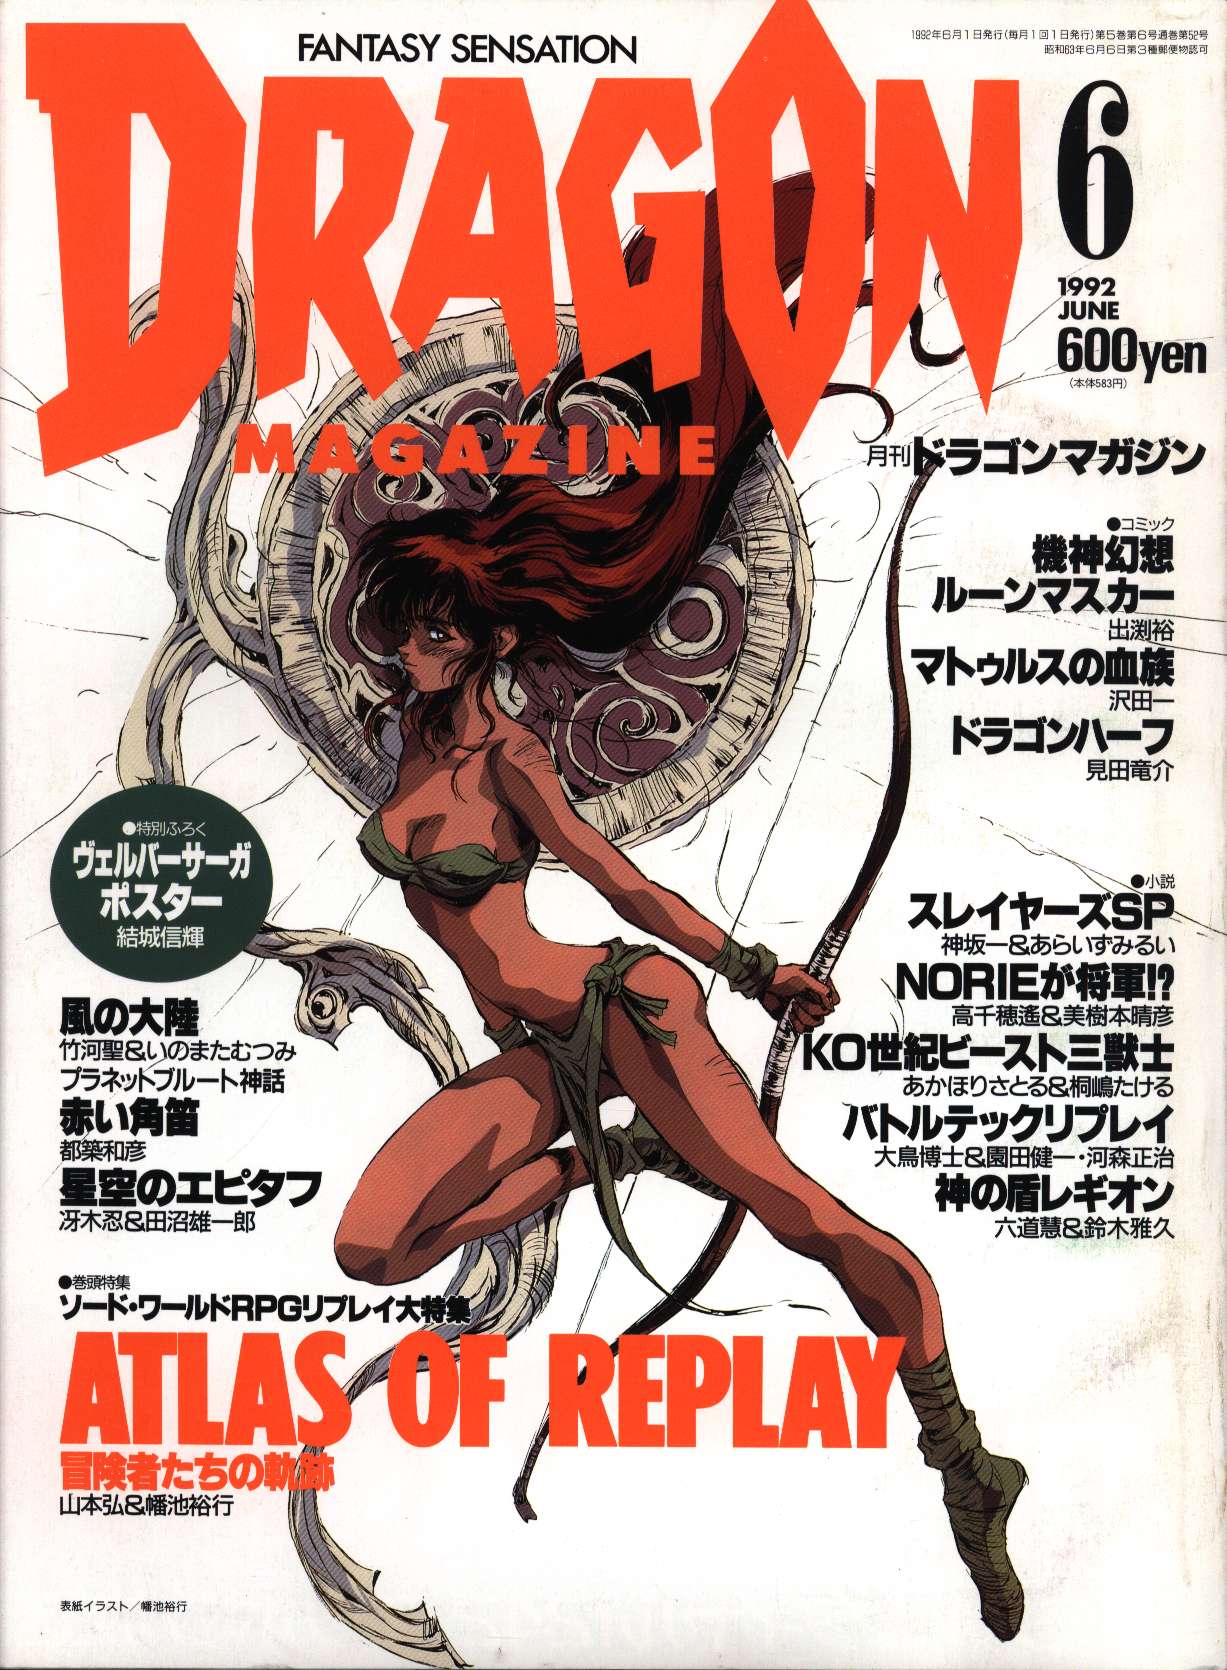 FANTASY SENSATION
1992年6月1日発行(毎月1回1日発行)第5巻第6号通巻第52号
昭和63年6月6日第3種郵便物認可
DRAGON
MAGAZINE
6
1992
JUNE
600yen
(本体583円)
月刊ドラゴンマガジン
●コミック
機神幻想
ルーンマスカー
出渕裕
マトゥルスの血族
沢田一
ドラゴンハーフ
見田竜介
●特別ふろく
ヴェルバーサーガ
ポスター
結城信輝
●小説
スレイヤーズSP
神坂一&あらいずみるい
NORIEが将軍!?
高千穂遙&美樹本晴彦
KO世紀ビースト三獣士
あかほりさとる&桐嶋たける
バトルテックリプレイ
大鳥博士&園田健一・河森正治
神の盾レギオン
六道慧&鈴木雅久
風の大陸
竹河聖&いのまたむつみ
プラネットブルート神話
赤い角笛
都築和彦
星空のエピタフ
冴木忍&田沼雄一郎
●巻頭特集
ソード・ワールドRPGリプレイ大特集
ATLAS OF REPLAY
冒険者たちの軌跡
山本弘&幡池裕行
表紙イラスト/幡池裕行